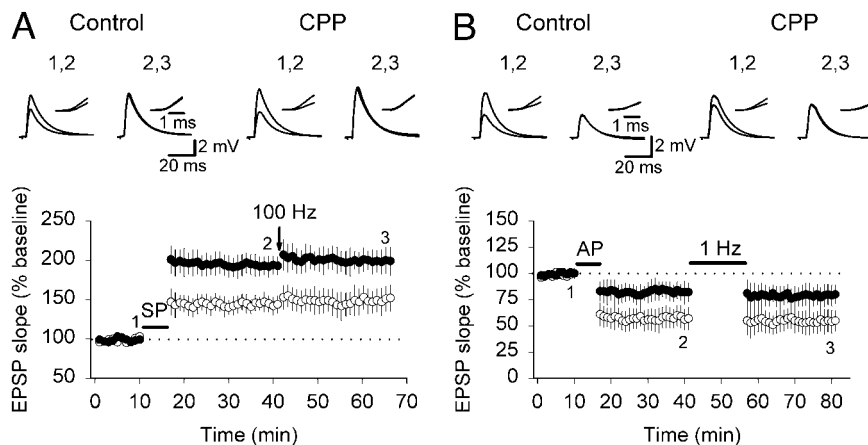 A
Control
CPP
1,2
2,3
1,2
2,3
1 ms
2 mV
20 ms
EPSP slope (% baseline)
250
200
150
100
50
100 Hz
2
3
1
SP
0 10 20 30 40 50 60 70
Time (min)
B
Control
CPP
1,2
2,3
1,2
2,3
1 ms
2 mV
20 ms
EPSP slope (% baseline)
150
125
100
75
50
25
0
AP
1 Hz
1
2
3
0 10 20 30 40 50 60 70 80 90
Time (min)